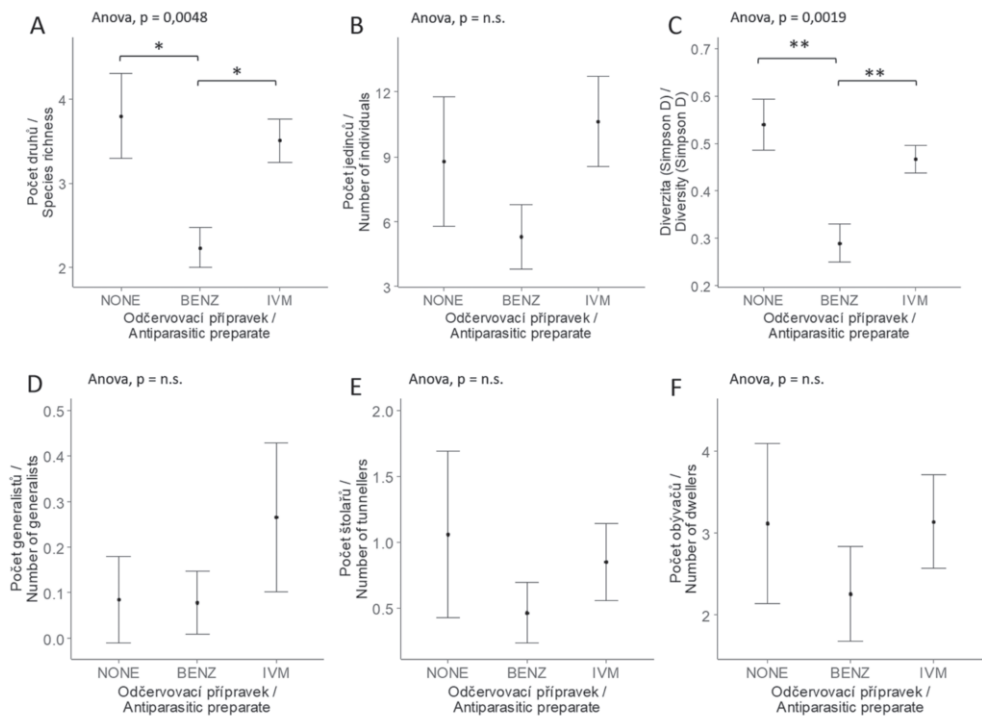 A
Anova, p = 0,0048
*
*
4
3
2
Počet druhů /
Species richness
NONE
BENZ
IVM
Odčervovací přípravek /
Antiparasitic preparate
B
Anova, p = n.s.
12
9
6
3
Počet jedinců /
Number of individuals
NONE
BENZ
IVM
Odčervovací přípravek /
Antiparasitic preparate
C
Anova, p = 0,0019
**
**
0.7
0.6
0.5
0.4
0.3
0.2
Diverzita (Simpson D) /
Diversity (Simpson D)
NONE
BENZ
IVM
Odčervovací přípravek /
Antiparasitic preparate
D
Anova, p = n.s.
0.5
0.4
0.3
0.2
0.1
0.0
Počet generalistů /
Number of generalists
NONE
BENZ
IVM
Odčervovací přípravek /
Antiparasitic preparate
E
Anova, p = n.s.
2.0
1.5
1.0
0.5
Počet štolařů /
Number of tunnellers
NONE
BENZ
IVM
Odčervovací přípravek /
Antiparasitic preparate
F
Anova, p = n.s.
4
3
2
Počet obývačů /
Number of dwellers
NONE
BENZ
IVM
Odčervovací přípravek /
Antiparasitic preparate